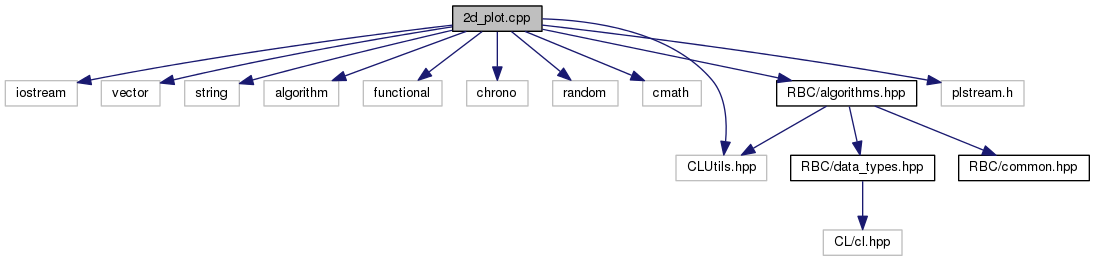 2d_plot.cpp
iostream
vector
string
algorithm
functional
chrono
random
cmath
RBC/algorithms.hpp
plstream.h
CLUtils.hpp
RBC/data_types.hpp
RBC/common.hpp
CL/cl.hpp